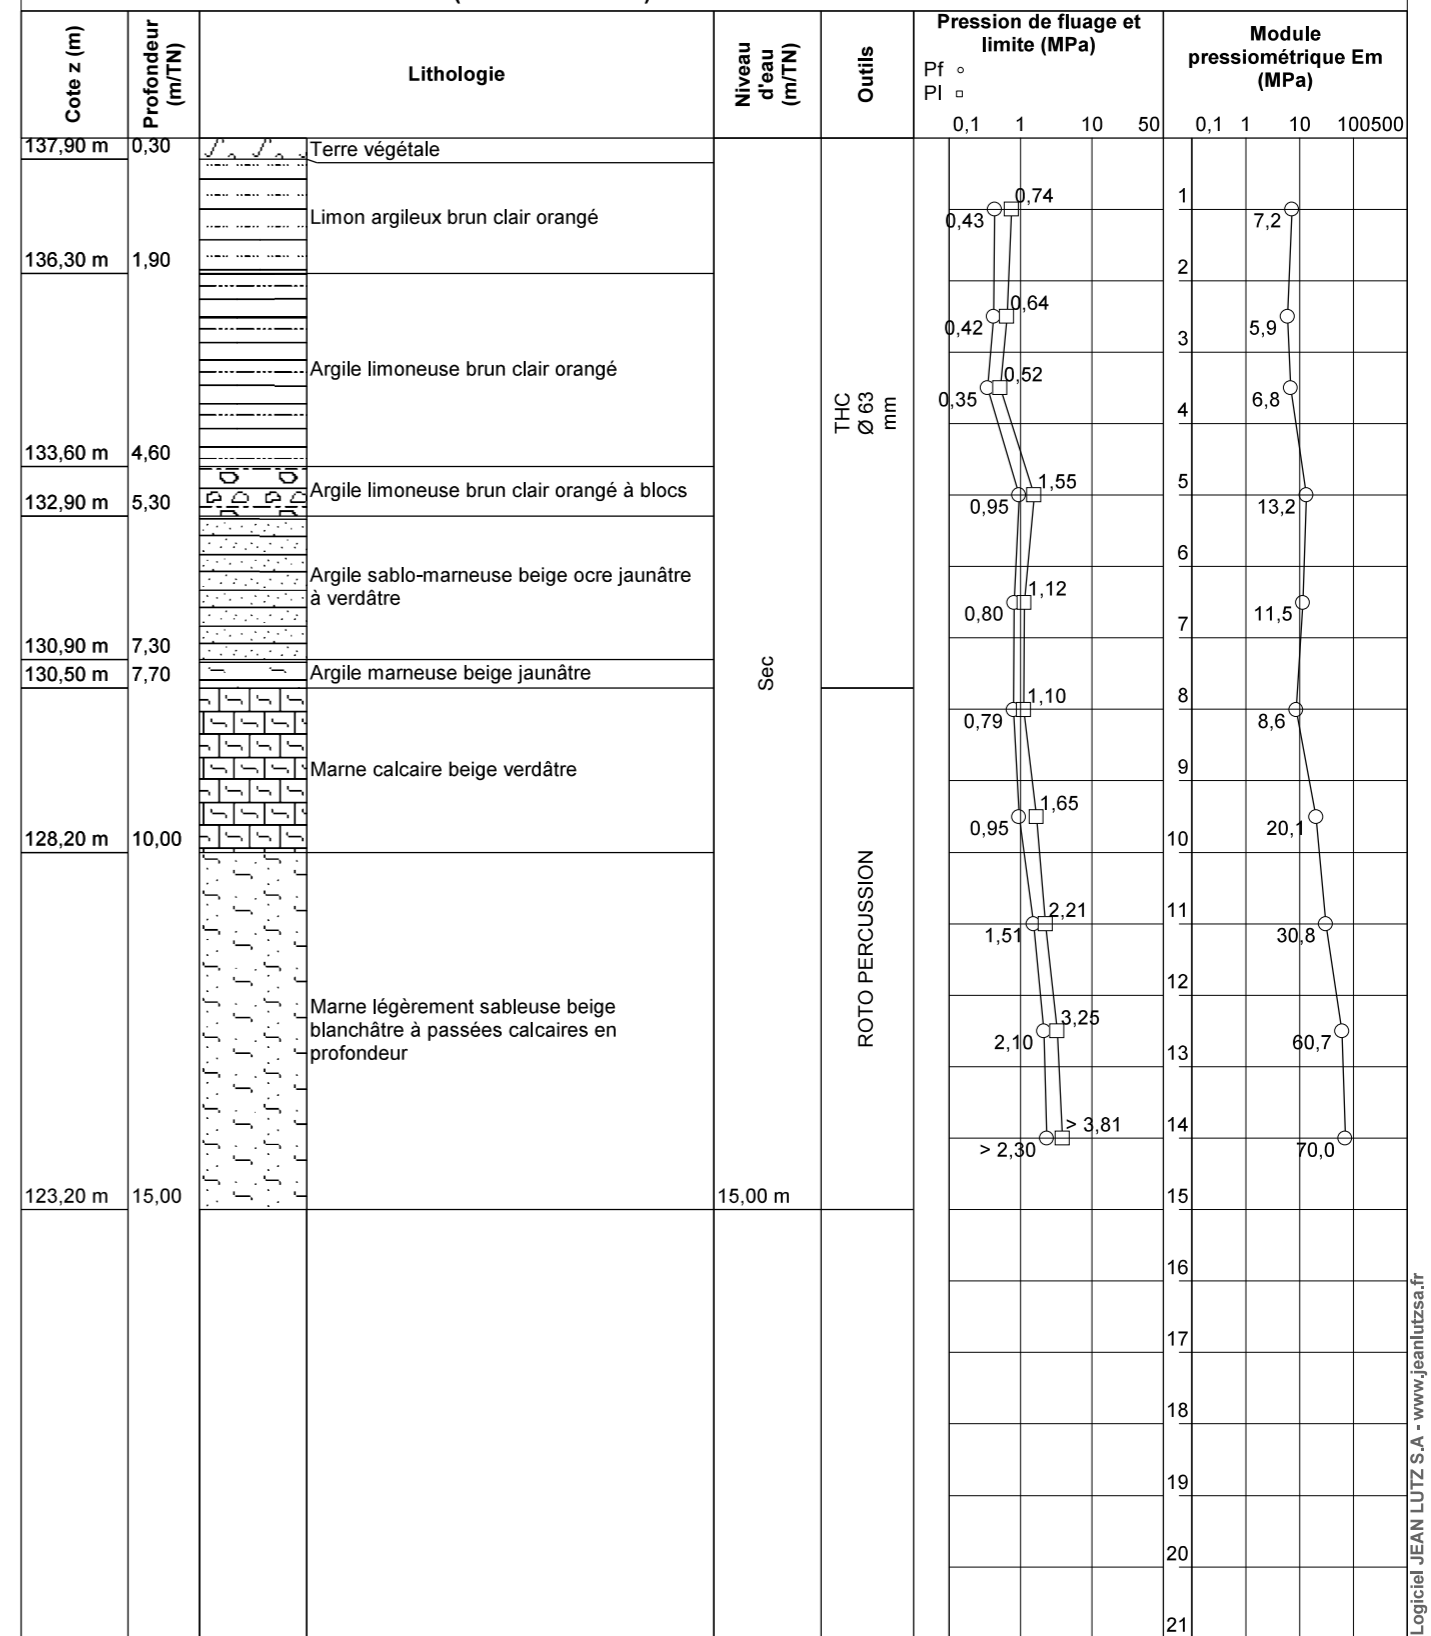 Cote z (m)
Profondeur
(m/TN)
Lithologie
Niveau
d'eau
(m/TN)
Outils
Pression de fluage et
limite (MPa)
Pf
Pl
0,1 1 10 50
Module
pressiométrique Em
(MPa)
0,1 1 10 100500
137,90 m 0,30 Terre végétale
1
0,74
0,43
7,2
Limon argileux brun clair orangé
136,30 m 1,90
2
0,64
0,42
5,9
3
Argile limoneuse brun clair orangé
0,52
0,35
6,8
4
THC
Ø 63
mm
133,60 m 4,60
5
1,55
0,95
13,2
Argile limoneuse brun clair orangé à blocs
132,90 m 5,30
6
Argile sablo-marneuse beige ocre jaunâtre
à verdâtre
1,12
0,80
11,5
7
130,90 m 7,30
130,50 m 7,70 Argile marneuse beige jaunâtre
Sec
8
1,10
0,79
8,6
Marne calcaire beige verdâtre
9
1,65
0,95
20,1
128,20 m 10,00
10
ROTO PERCUSSION
11
2,21
1,51
30,8
12
Marne légèrement sableuse beige
blanchâtre à passées calcaires en
profondeur
3,25
2,10
60,7
13
14
> 3,81
> 2,30
70,0
123,20 m 15,00 15,00 m
15
16
17
18
19
20
21
Logiciel JEAN LUTZ S.A - www.jeanlutzsa.fr